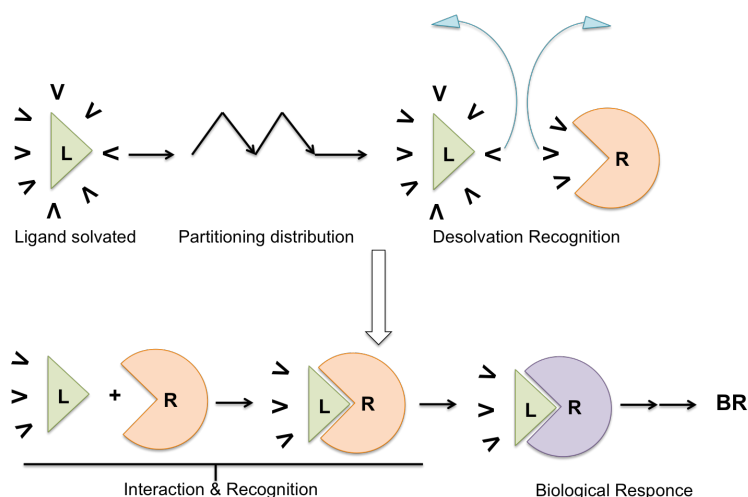 L
L
R
Ligand solvated
Partitioning distribution
Desolvation Recognition
L
+
R
L
R
L
R
BR
Interaction & Recognition
Biological Responce